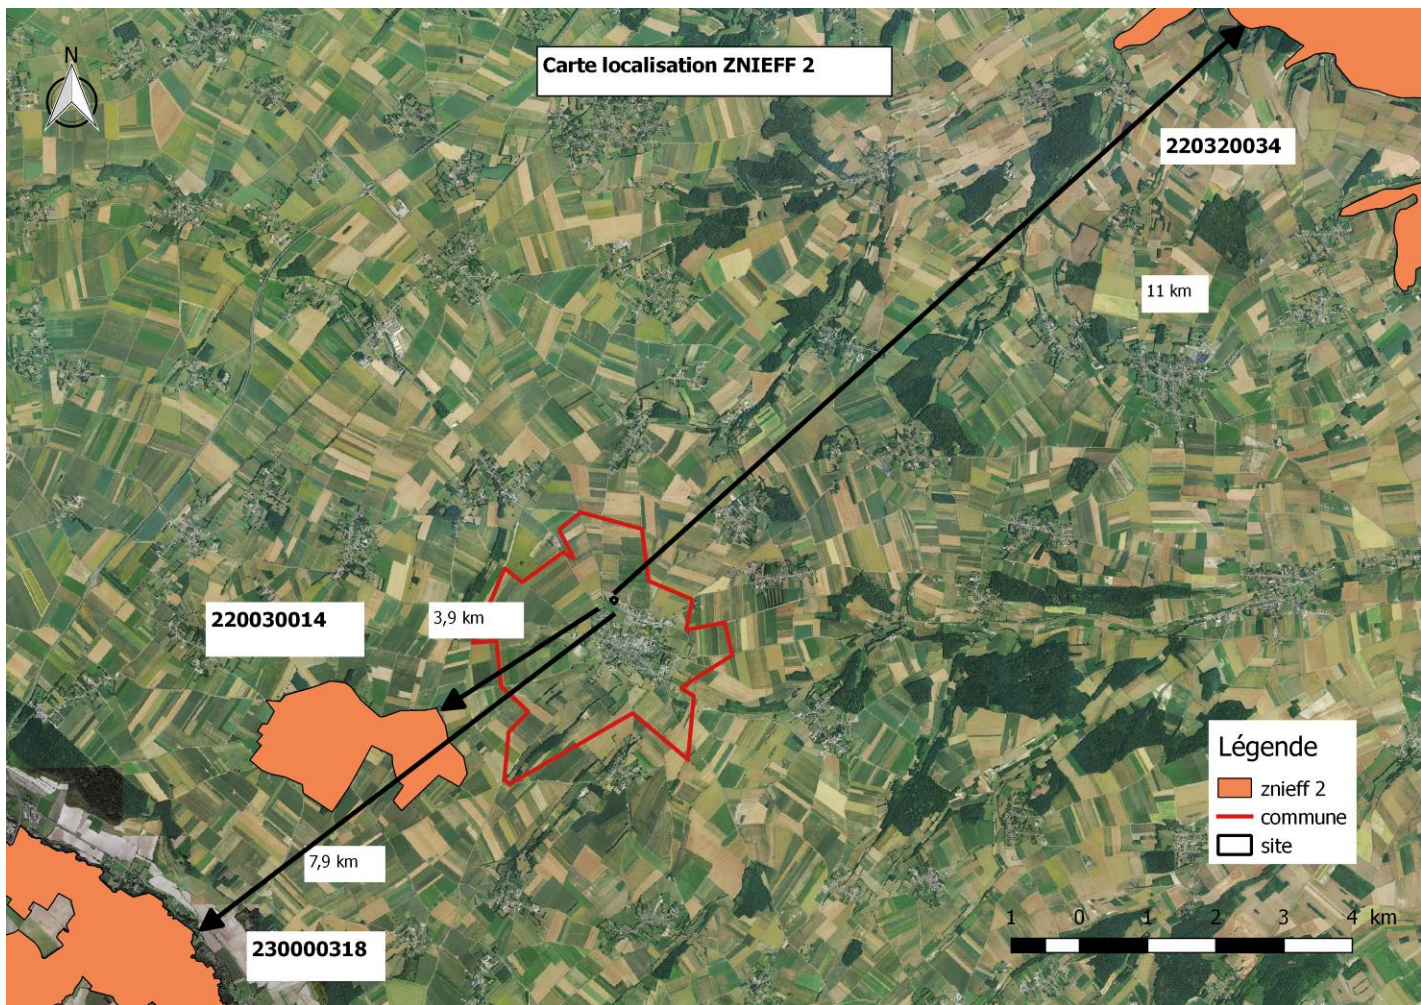 N
Carte localisation ZNIEFF 2
220320034
11 km
220030014
3,9 km
7,9 km
230000318
Légende
znieff 2
commune
site
1 0 1 2 3 4 km